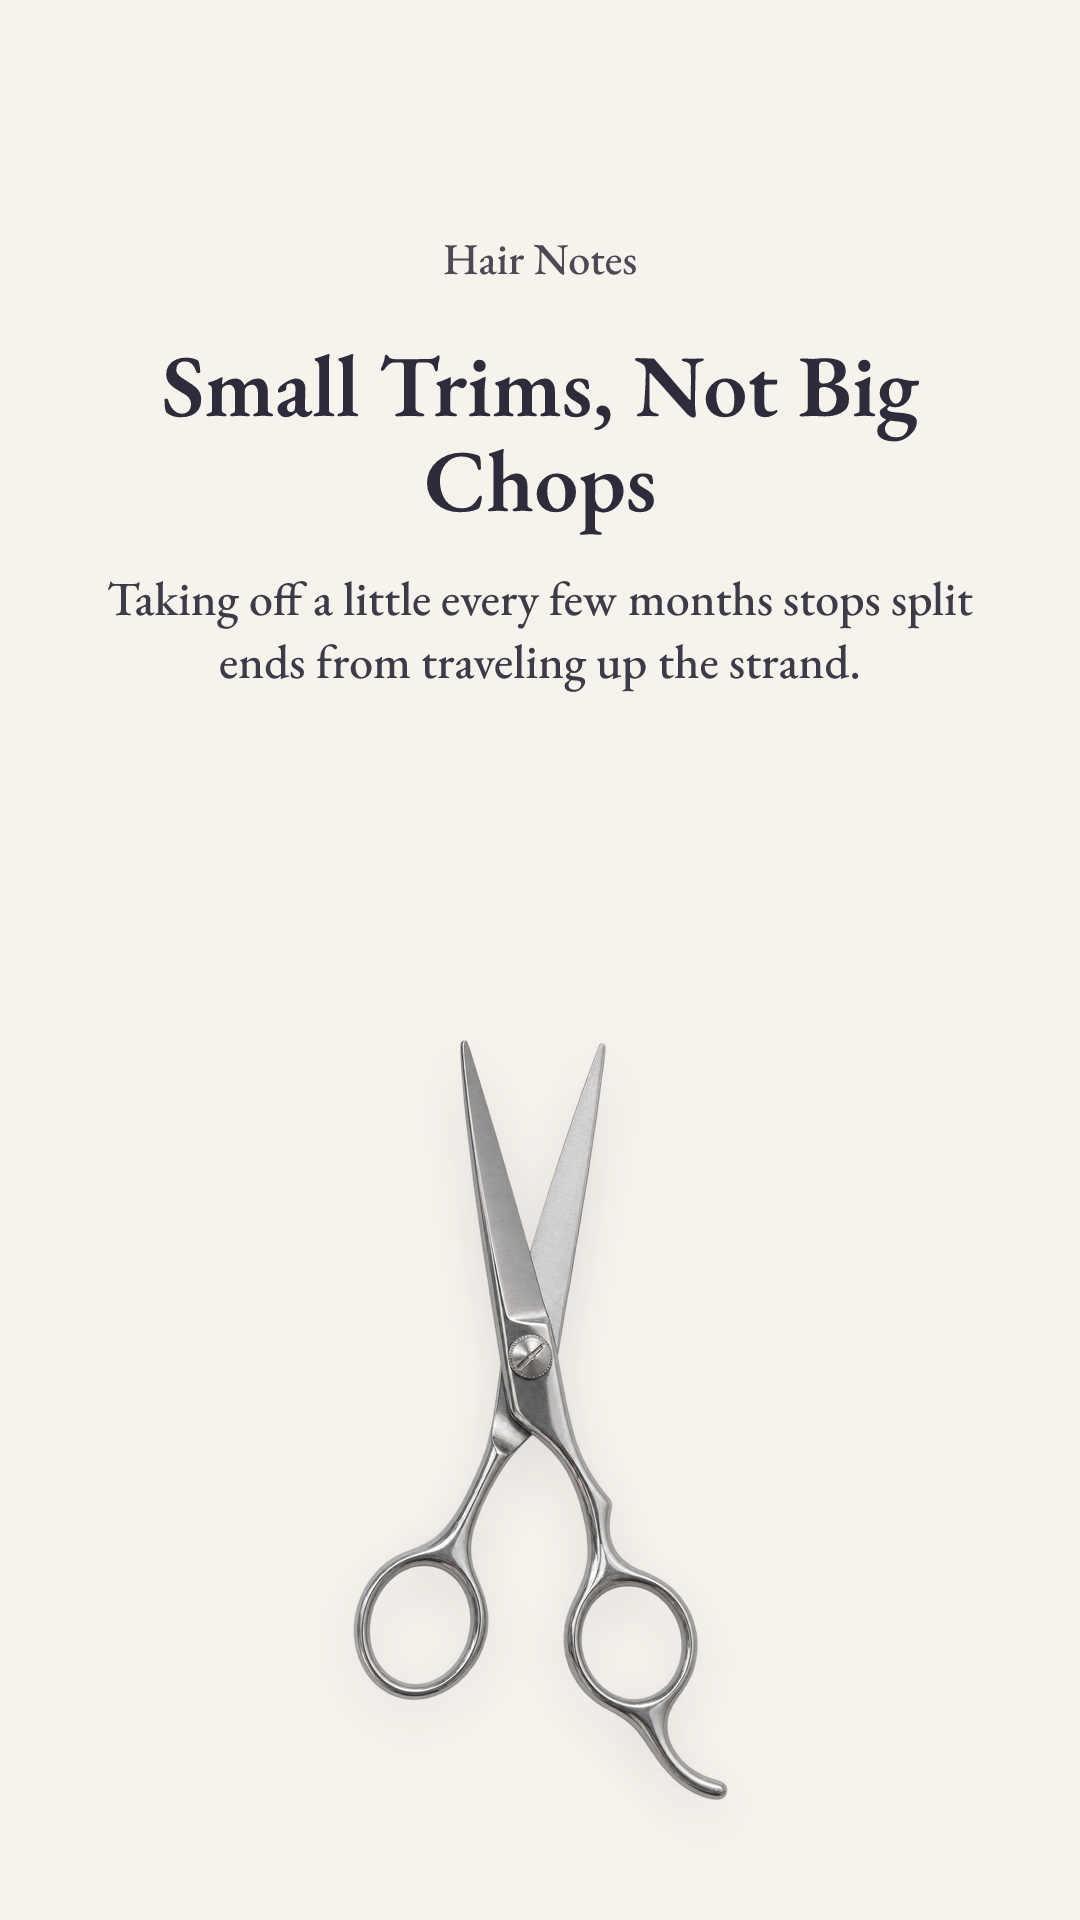 Hair Notes
Small Trims, Not Big
Chops
Taking off a little every few months stops split
ends from traveling up the strand.